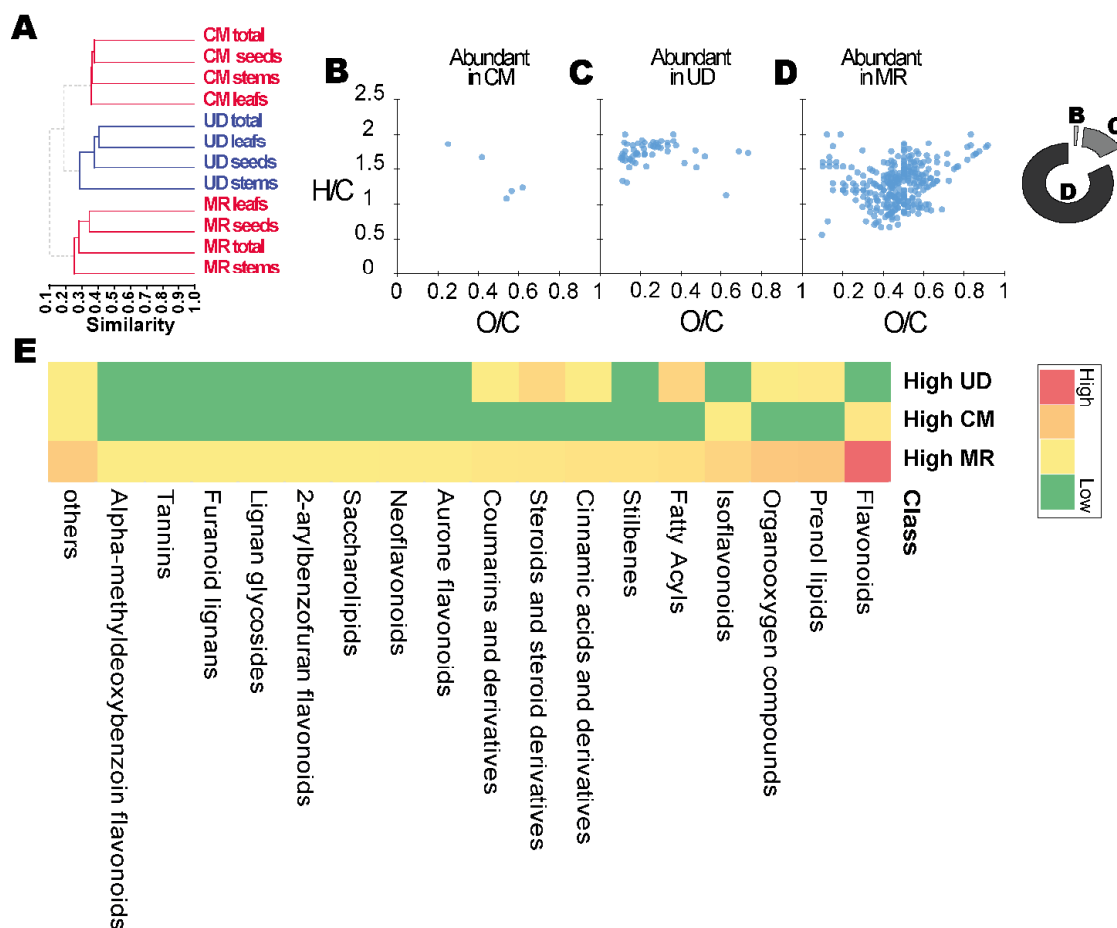 A
CM total
CM seeds
CM stems
CM leafs
UD total
UD leafs
UD seeds
UD stems
MR leafs
MR seeds
MR total
MR stems
0.1 0.2 0.3 0.4 0.5 0.6 0.7 0.8 0.9 1.0
Similarity
B
Abundant
in CM
C
Abundant
in UD
D
Abundant
in MR
2.5
2
1.5
1
0.5
0
H/C
0 0.2 0.4 0.6 0.8 1
O/C
0.2 0.4 0.6 0.8 1
O/C
0.2 0.4 0.6 0.8 1
O/C
B
C
D
E
High UD
High CM
High MR
others
Alpha-methyldeoxybenzoin flavonoids
Tannins
Furanoid lignans
Lignan glycosides
2-arylbenzofuran flavonoids
Saccharolipids
Neoflavonoids
Aurone flavonoids
Coumarins and derivatives
Steroids and steroid derivatives
Cinnamic acids and derivatives
Stilbenes
Fatty Acyls
Isoflavonoids
Organooxygen compounds
Prenol lipids
Flavonoids
Class
High
Low